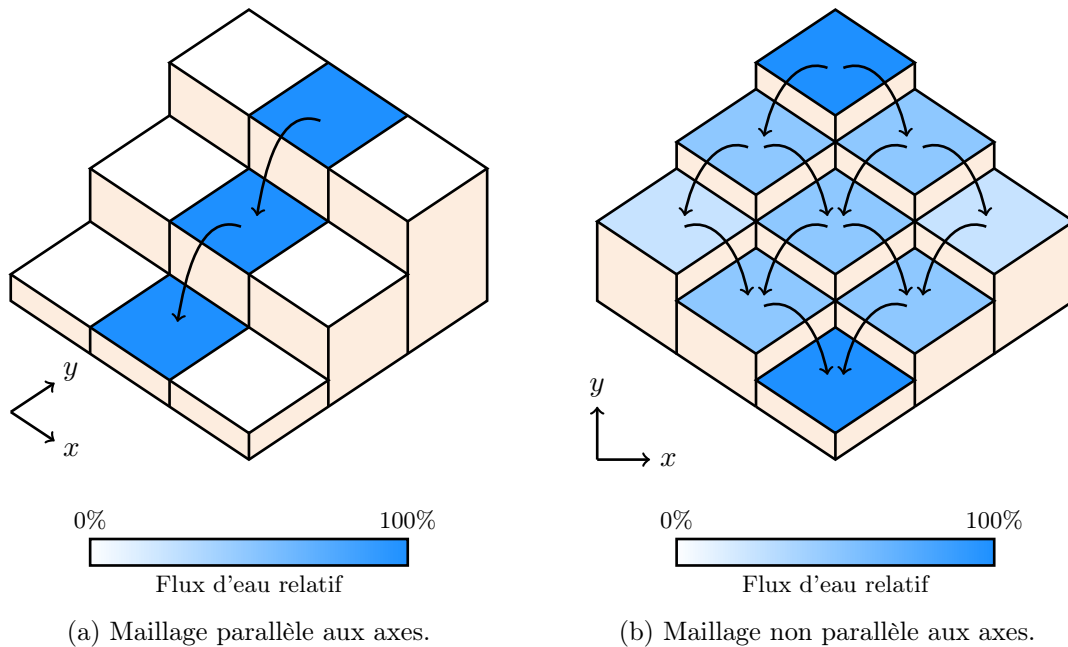 y
x
0%
100%
Flux d'eau relatif
(a) Maillage parallèle aux axes.
y
x
0%
100%
Flux d'eau relatif
(b) Maillage non parallèle aux axes.